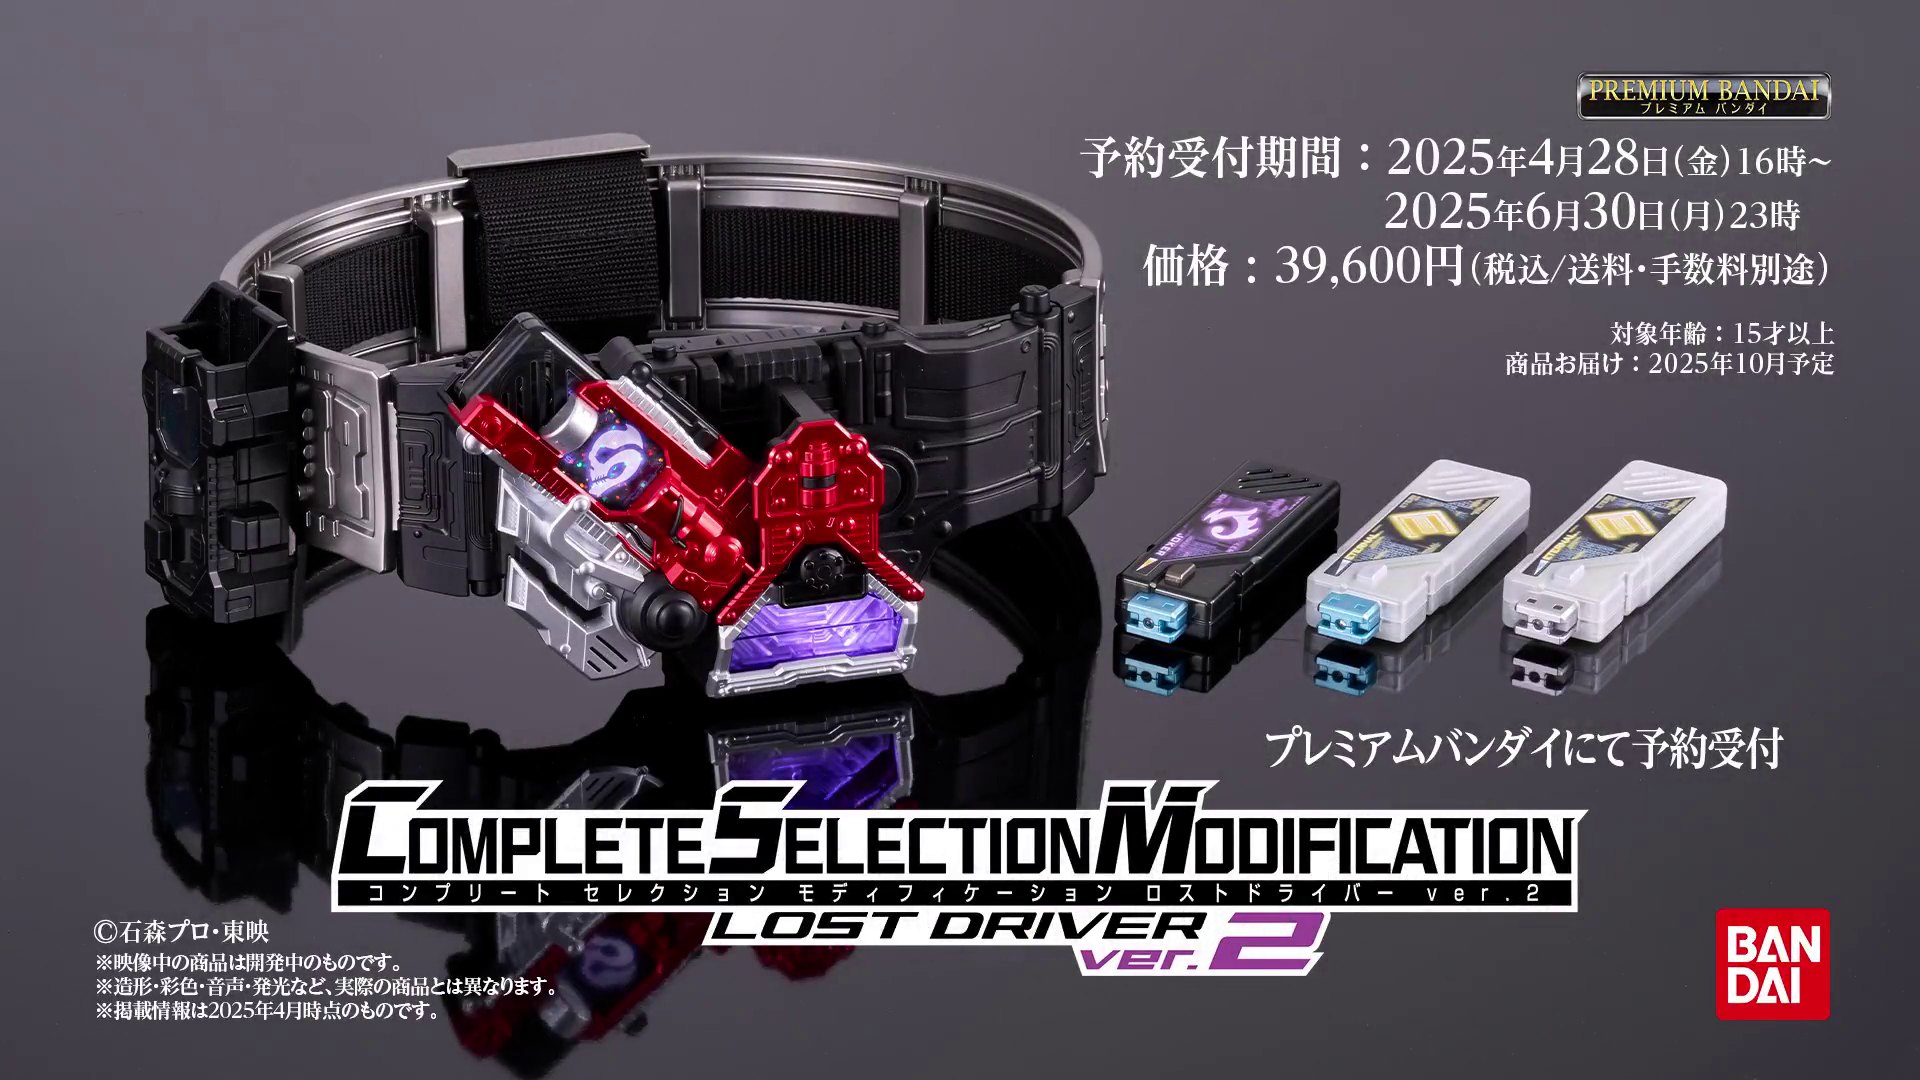 PREMIUM BANDAI
プレミアム バンダイ
予約受付期間：2025年4月28日(金)16時~
2025年6月30日(月)23時
価格：39,600円(税込/送料・手数料別途)
対象年齢：15才以上
商品お届け：2025年10月予定
JOKER
ETERNAL
ETERNAL
プレミアムバンダイにて予約受付
COMPLETE SELECTION MODIFICATION
コンプリート セレクション モディフィケーション ロストドライバー ver.2
LOST DRIVER
ver.2
©石森プロ・東映
※映像中の商品は開発中のものです。
※造形・彩色・音声・発光など、実際の商品とは異なります。
※掲載情報は2025年4月時点のものです。
BAN
DAI